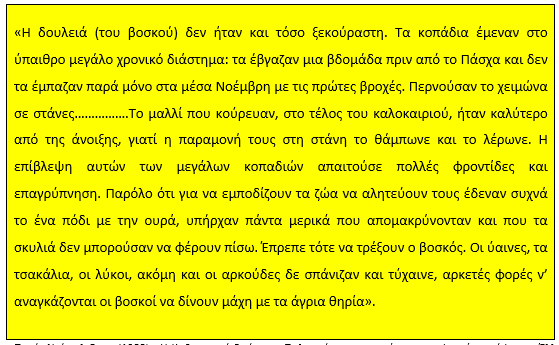 «Η δουλειά (του βοσκού) δεν ήταν και τόσο ξεκούραστη. Τα κοπάδια έμεναν στο
ύπαιθρο μεγάλο χρονικό διάστημα: τα έβγαζαν μια βδομάδα πριν από το Πάσχα και δεν
τα έμπαζαν παρά μόνο στα μέσα Νοέμβρη με τις πρώτες βροχές. Περνούσαν το χειμώνα
σε στάνες................Το μαλλί που κούρευαν, στο τέλος του καλοκαιριού, ήταν καλύτερο
από της άνοιξης, γιατί η παραμονή τους στη στάνη το θάμπωνε και το λέρωνε. Η
επίβλεψη αυτών των μεγάλων κοπαδιών απαιτούσε πολλές φροντίδες και
επαγρύπνηση. Παρόλο ότι για να εμποδίζουν τα ζώα να αλητεύουν τους έδεναν συχνά
το ένα πόδι με την ουρά, υπήρχαν πάντα μερικά που απομακρύνονταν και που τα
σκυλιά δεν μπορούσαν να φέρουν πίσω. Έπρεπε τότε να τρέξουν ο βοσκός. Οι ύαινες, τα
τσακάλια, οι λύκοι, ακόμη και οι αρκούδες δε σπάνιζαν και τύχαινε, αρκετές φορές ν’
αναγκάζονται οι βοσκοί να δίνουν μάχη με τα άγρια θηρία».